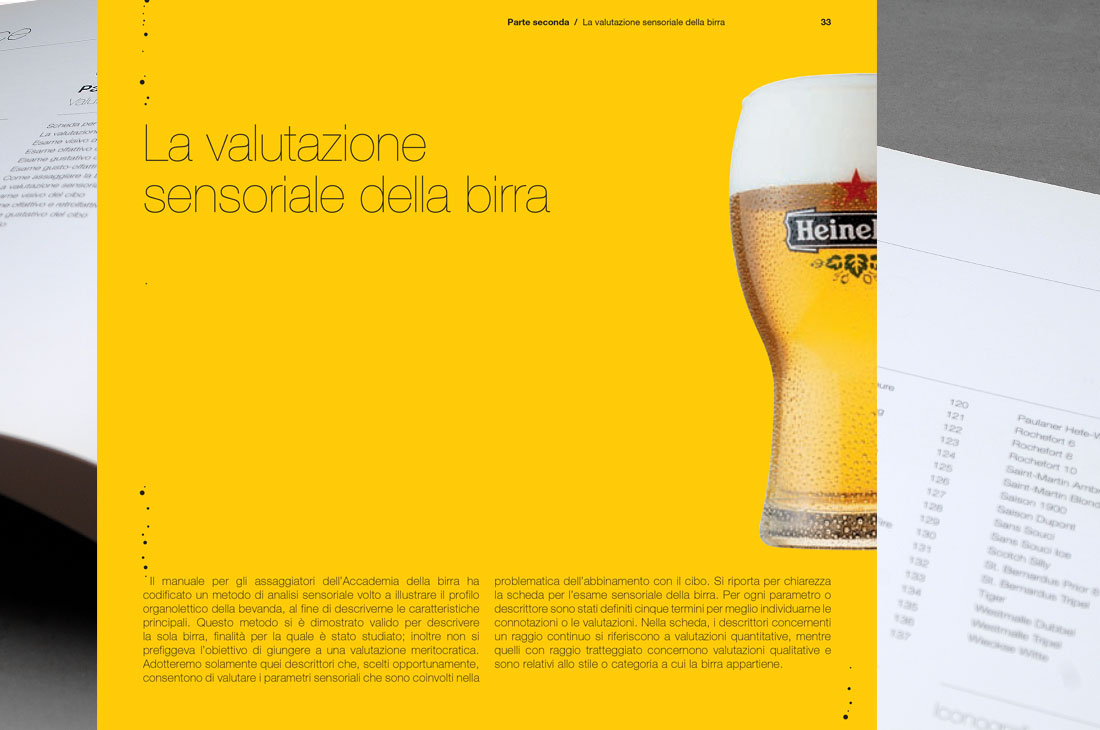 Parte seconda / La valutazione sensoriale della birra 33
La valutazione
sensoriale della birra
Il manuale per gli assaggiatori dell'Accademia della birra ha
codificato un metodo di analisi sensoriale volto a illustrare il profilo
organolettico della bevanda, al fine di descriverne le caratteristiche
principali. Questo metodo si è dimostrato valido per descrivere
la sola birra, finalità per la quale è stato studiato; inoltre non si
prefiggeva l'obiettivo di giungere a una valutazione meritocratica.
Adotteremo solamente quei descrittori che, scelti opportunamente,
consentono di valutare i parametri sensoriali che sono coinvolti nella
problematica dell'abbinamento con il cibo. Si riporta per chiarezza
la scheda per l'esame sensoriale della birra. Per ogni parametro o
descrittore sono stati definiti cinque termini per meglio individuarne le
connotazioni o le valutazioni. Nella scheda, i descrittori concernenti
un raggio continuo si riferiscono a valutazioni quantitative, mentre
quelli con raggio tratteggiato concernono valutazioni qualitative e
sono relativi allo stile o categoria a cui la birra appartiene.
120
121 Paulaner Hefe-W
122 Rochefort 6
123 Rochefort 8
124 Rochefort 10
125 Saint-Martin Ambr
126 Saint-Martin Blond
127 Saison 1900
128 Saison Dupont
129 Sans Souci
130 Sans Souci Ice
131 Scotch Silly
132 St. Bernardus Prior 8
133 St. Bernardus Tripel
134 Tiger
135 Westmalle Dubbel
136 Westmalle Tripel
137 Wieckse Witte
Iconogra